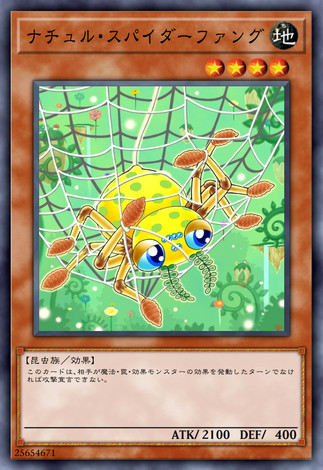 ナチュル・スパイダーファング
地
【昆虫族/効果】
このカードは、相手が魔法・罠・効果モンスターの効果を発動したターンでなけ
れば攻撃宣言できない。
ATK/ 2100 DEF/ 400
25654671